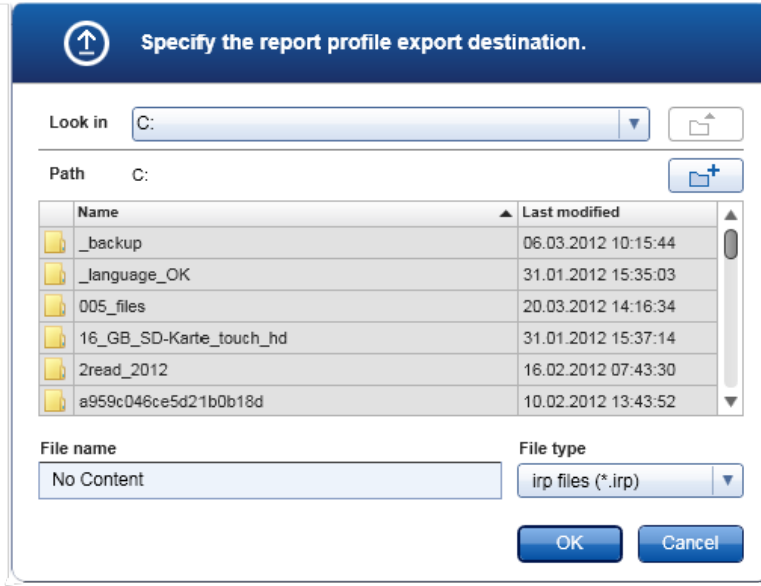 Specify the report profile export destination.
Look in C:
Path C:
Name Last modified
_backup 06.03.2012 10:15:44
_language_OK 31.01.2012 15:35:03
005_files 20.03.2012 14:16:34
16_GB_SD-Karte_touch_hd 31.01.2012 15:37:14
2read_2012 16.02.2012 07:43:30
a959c046ce5d21b0b18d 10.02.2012 13:43:52
File name File type
No Content irp files (*.irp)
OK Cancel